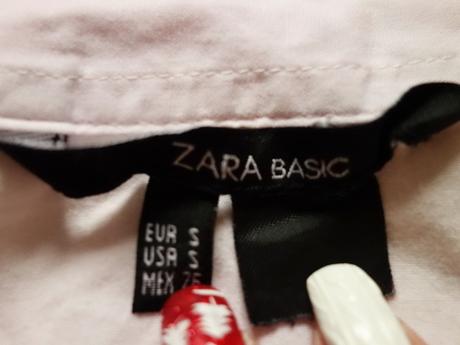 ZARA BASIC
EUR S
USA S
MEX 26